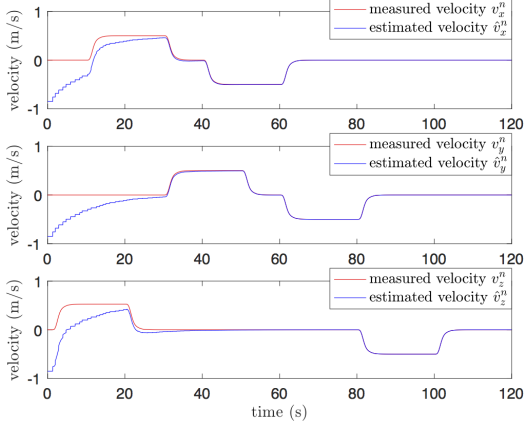 measured velocity v_x^n
estimated velocity v̂_x^n
velocity (m/s)
1
0
-1
0 20 40 60 80 100 120
measured velocity v_y^n
estimated velocity v̂_y^n
velocity (m/s)
1
0
-1
0 20 40 60 80 100 120
measured velocity v_z^n
estimated velocity v̂_z^n
velocity (m/s)
1
0
-1
0 20 40 60 80 100 120
time (s)